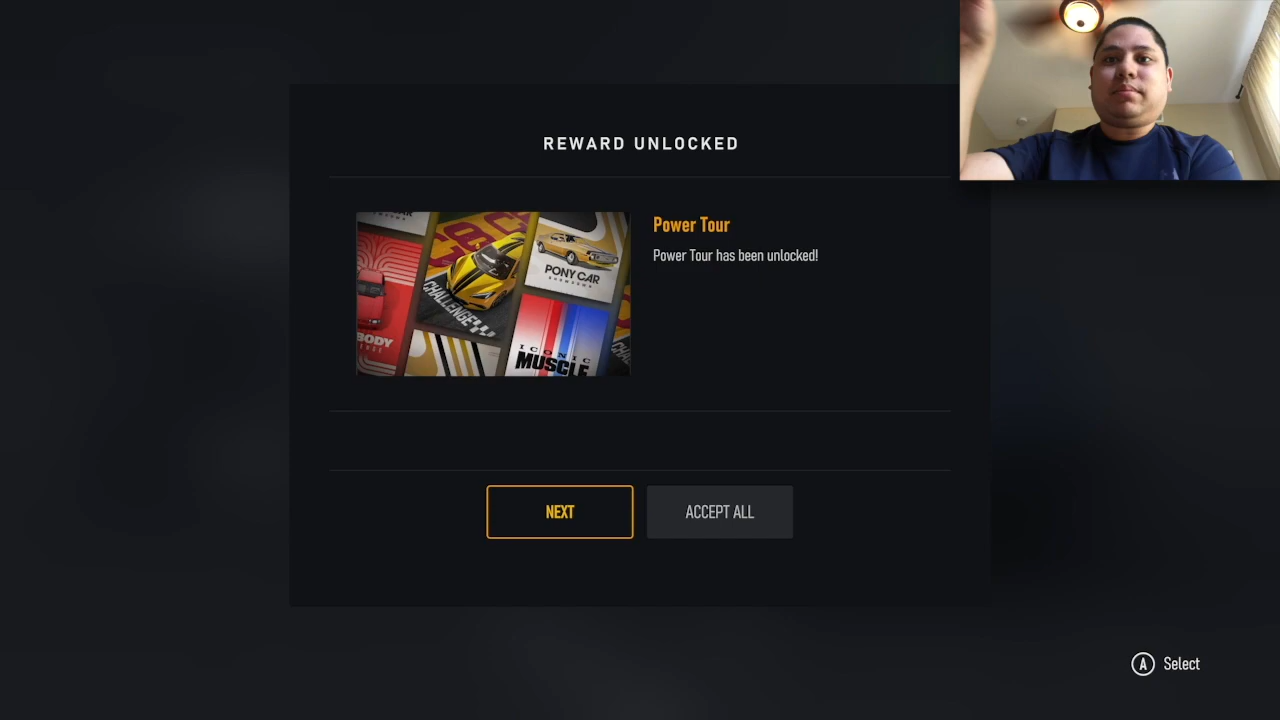 REWARD UNLOCKED
Power Tour
Power Tour has been unlocked!
PONY CAR
SHOWDOWN
CHALLENGE
BODY
ICONIC
MUSCLE
NEXT
ACCEPT ALL
A Select